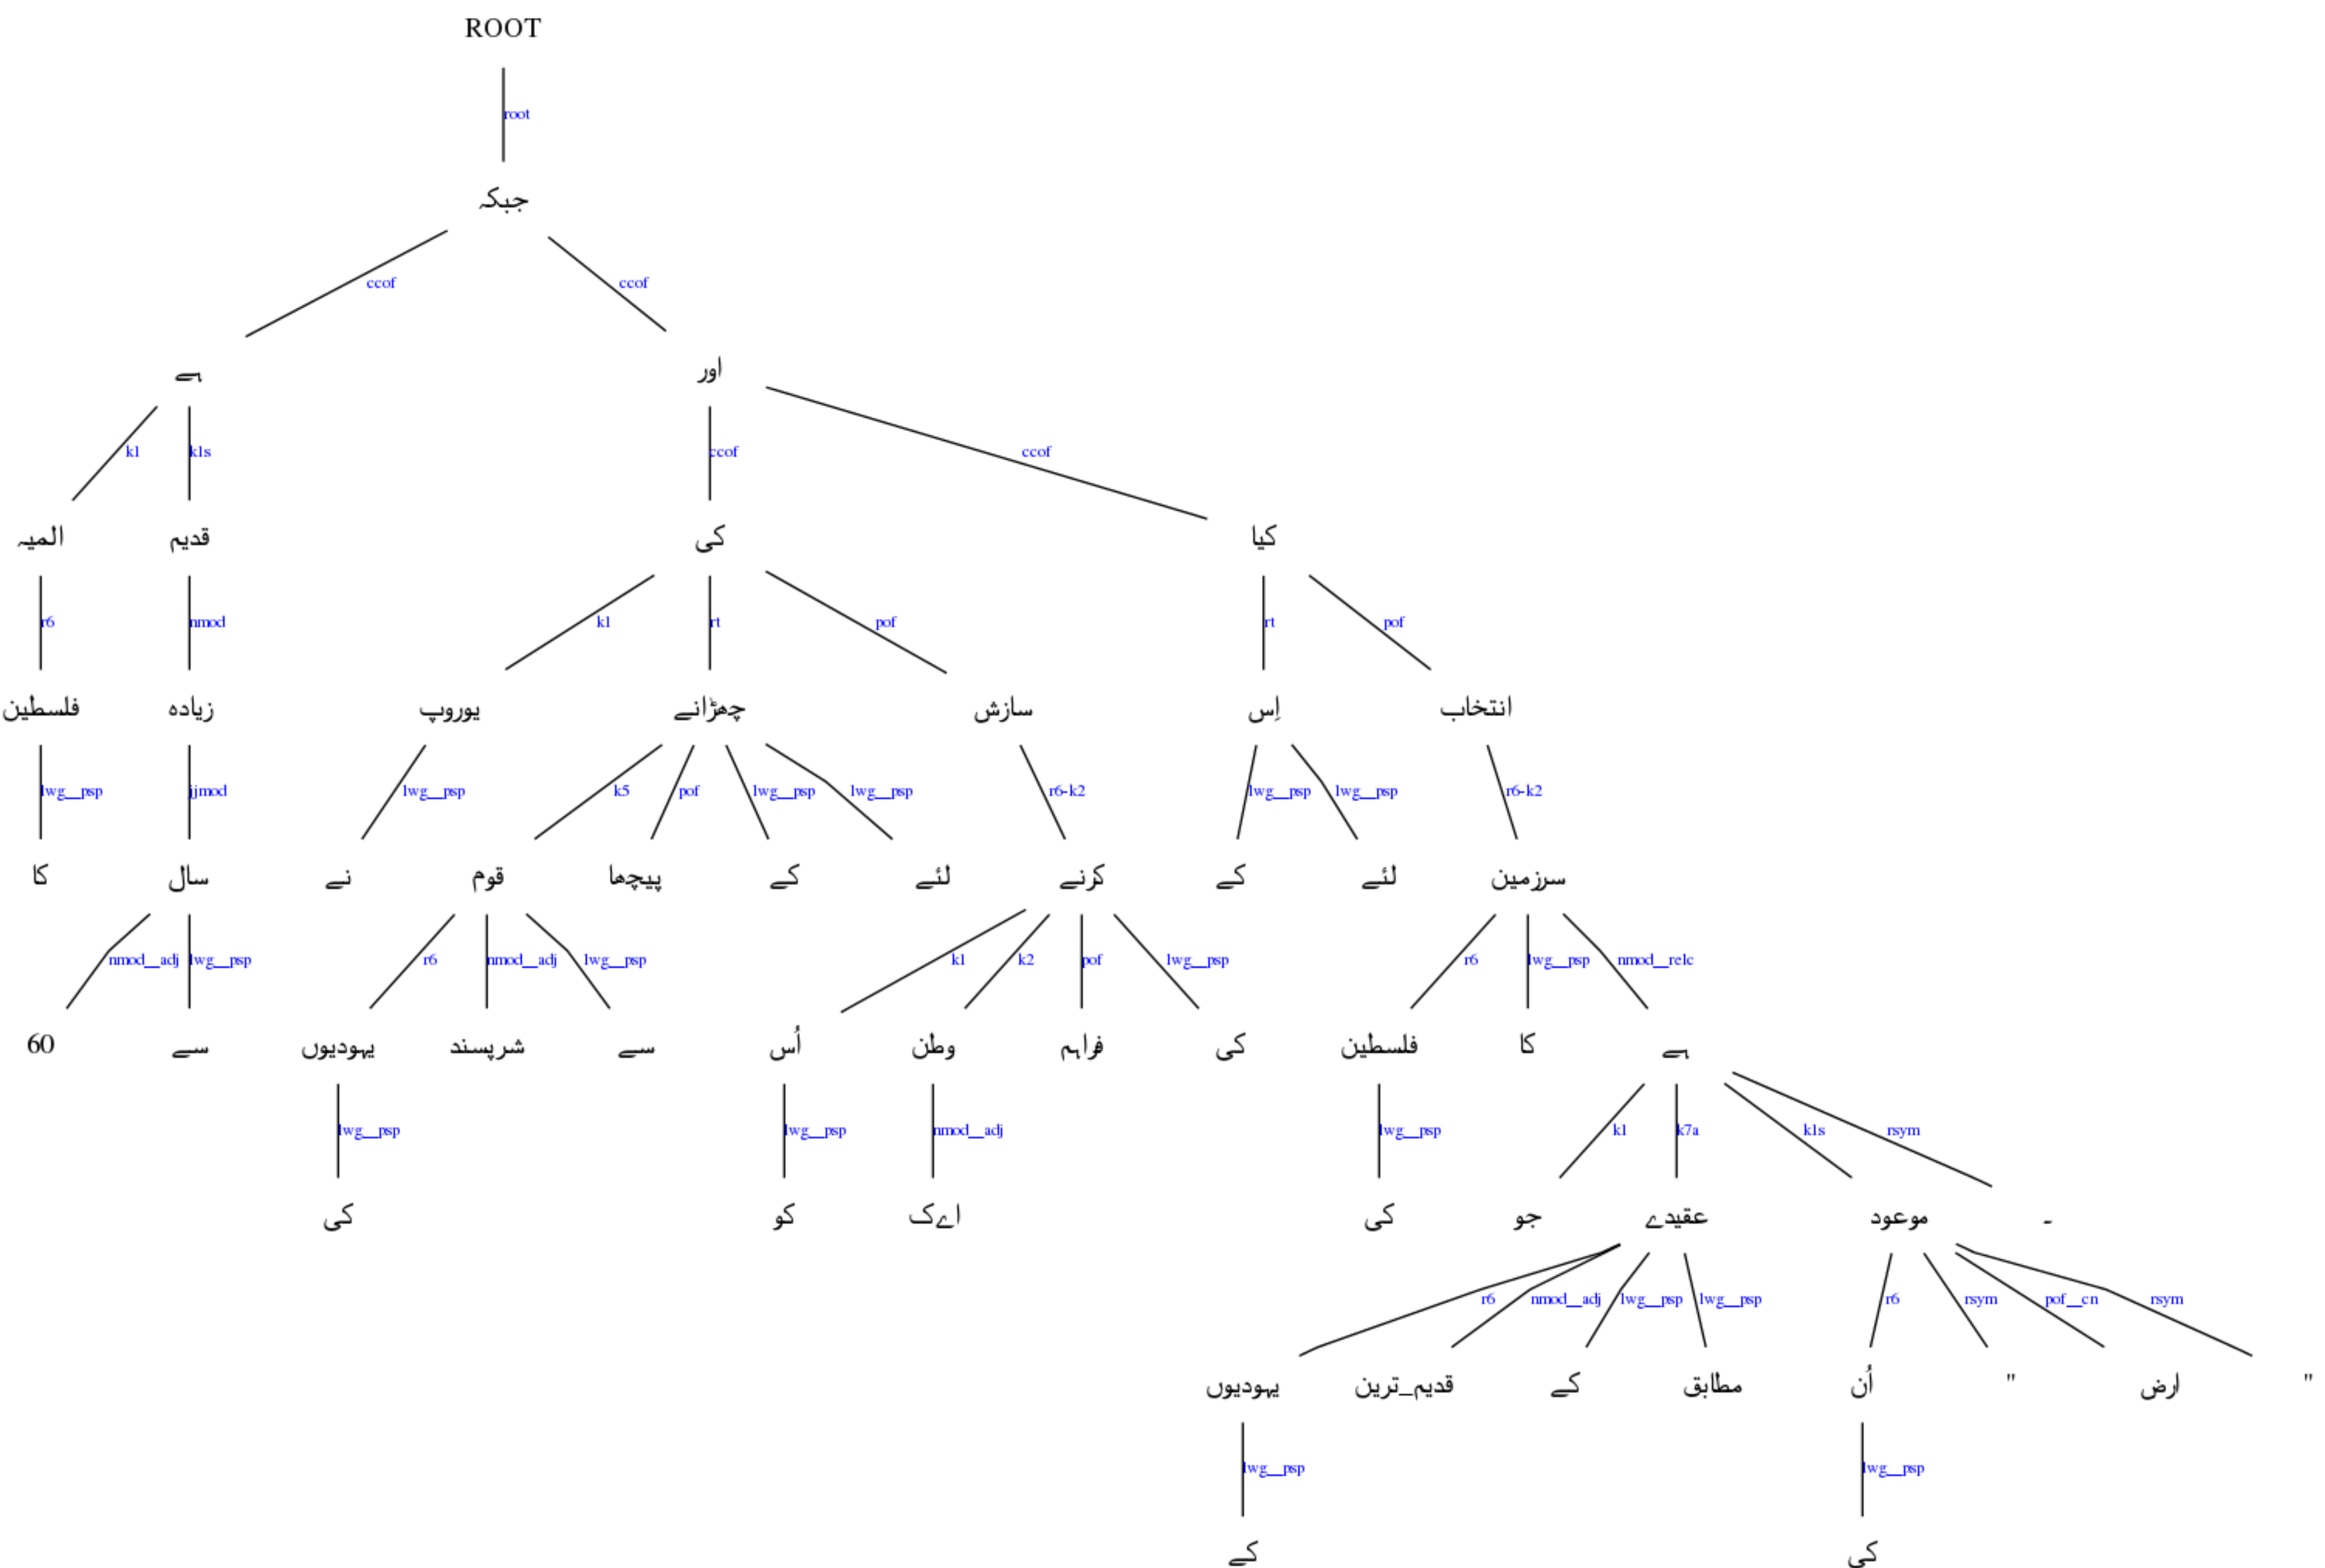 ROOT
root
جبکہ
ccof ccof
ہے اور
k1 k1s ccof ccof
المیہ قدیم کی کیا
r6 nmod k1 rt pof rt pof
فلسطین زیادہ یوروپ چھڑانے سازش اِس انتخاب
lwg__psp jjmod lwg__psp k5 pof lwg__psp lwg__psp r6-k2 lwg__psp lwg__psp r6-k2
کا سال نے قوم پیچھا کے لئے کرنے کے لئے سرزمین
nmod__adj lwg__psp r6 nmod__adj lwg__psp k1 k2 pof lwg__psp r6 lwg__psp nmod__relc
60 سے یہودیوں شرپسند سے اُس وطن فراہم کی فلسطین کا ہے
lwg__psp lwg__psp nmod__adj lwg__psp k1 k7a k1s rsym
کی کو اےک کی جو عقیدے موعود ۔
r6 nmod__adj lwg__psp lwg__psp r6 rsym pof__cn rsym
یہودیوں قدیم_ترین کے مطابق اُن " ارض "
lwg__psp lwg__psp
کے کی